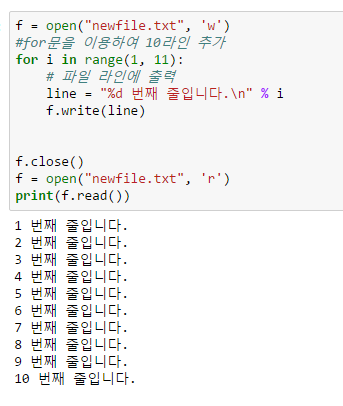 f = open("newfile.txt", 'w')
#for문을 이용하여 10라인 추가
for i in range(1, 11):
    # 파일 라인에 출력
    line = "%d 번째 줄입니다.\n" % i
    f.write(line)
f.close()
f = open("newfile.txt", 'r')
print(f.read())
1 번째 줄입니다.
2 번째 줄입니다.
3 번째 줄입니다.
4 번째 줄입니다.
5 번째 줄입니다.
6 번째 줄입니다.
7 번째 줄입니다.
8 번째 줄입니다.
9 번째 줄입니다.
10 번째 줄입니다.